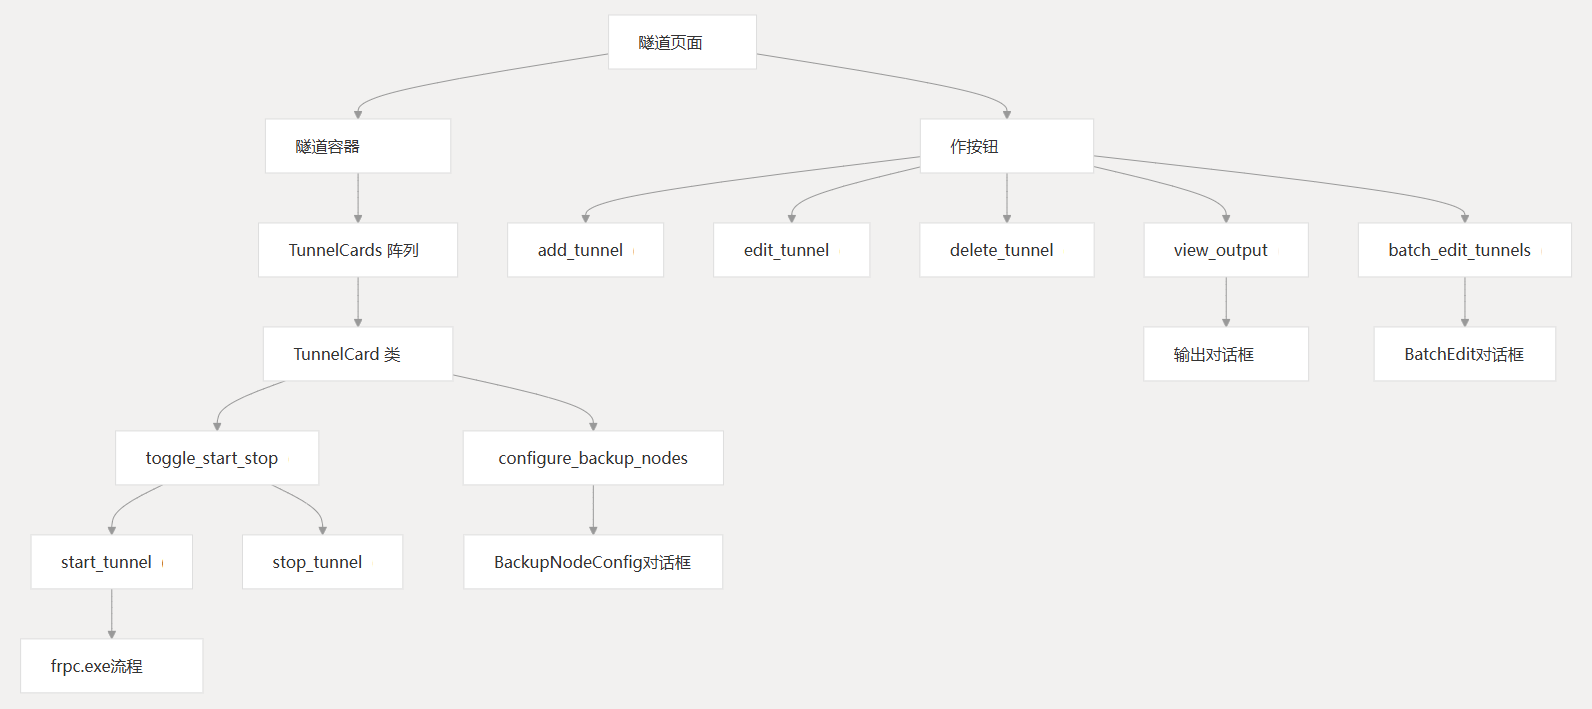 隧道页面
隧道容器
作按钮
TunnelCards 阵列
add_tunnel (
edit_tunnel
delete_tunnel
view_output
batch_edit_tunnels
TunnelCard 类
输出对话框
BatchEdit对话框
toggle_start_stop
configure_backup_nodes
start_tunnel (
stop_tunnel
BackupNodeConfig对话框
frpc.exe流程